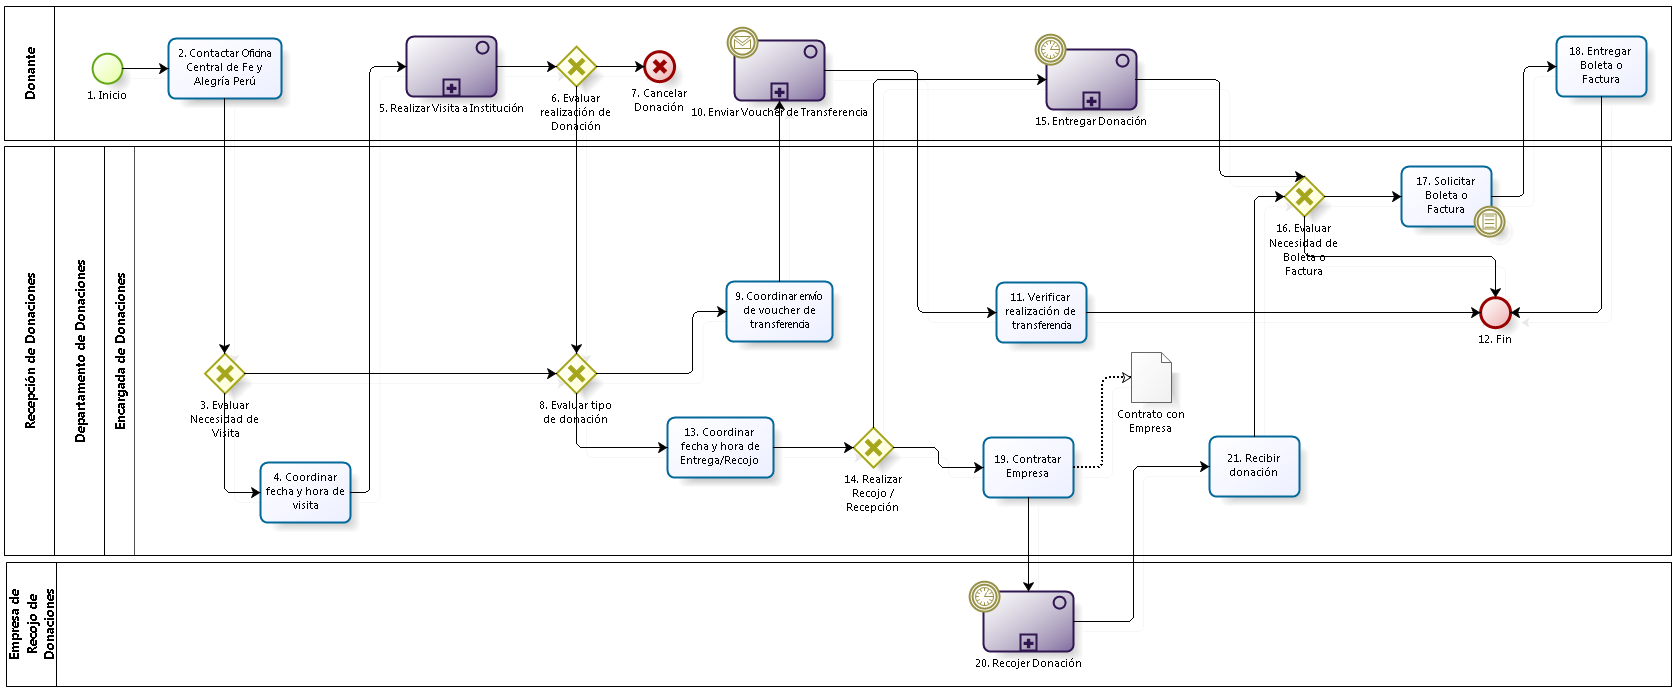 Donante
1. Inicio
2. Contactar Oficina
Central de Fe y
Alegría Perú
5. Realizar Visita a Institución
6. Evaluar
realización de
Donación
7. Cancelar
Donación
10. Enviar Voucher de Transferencia
15. Entregar Donación
18. Entregar
Boleta o
Factura
Recepción de Donaciones
Departamento de Donaciones
Encargada de Donaciones
3. Evaluar
Necesidad de
Visita
4. Coordinar
fecha y hora de
visita
8. Evaluar tipo
de donación
9. Coordinar envío
de voucher de
transferencia
13. Coordinar
fecha y hora de
Entrega/Recojo
14. Realizar
Recojo /
Recepción
11. Verificar
realización de
transferencia
19. Contratar
Empresa
Contrato con
Empresa
21. Recibir
donación
16. Evaluar
Necesidad de
Boleta o
Factura
17. Solicitar
Boleta o
Factura
12. Fin
Empresa de
Recojo de
Donaciones
20. Recojer Donación